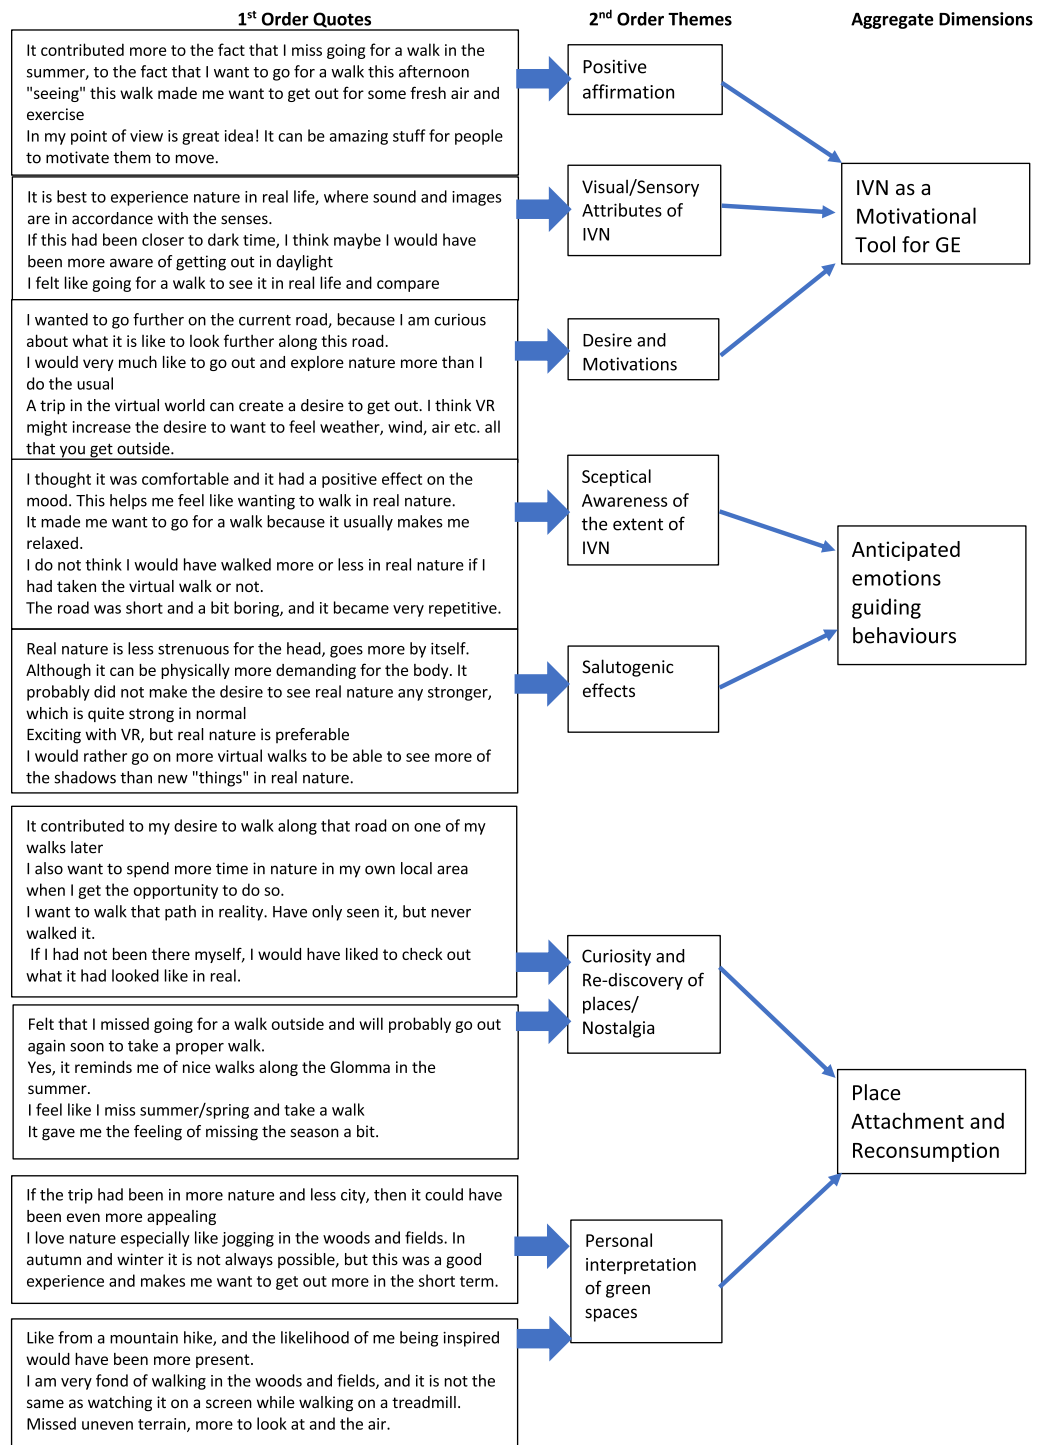 1st Order Quotes
2nd Order Themes
Aggregate Dimensions
It contributed more to the fact that I miss going for a walk in the
summer, to the fact that I want to go for a walk this afternoon
"seeing" this walk made me want to get out for some fresh air and
exercise
In my point of view is great idea! It can be amazing stuff for people
to motivate them to move.
Positive
affirmation
It is best to experience nature in real life, where sound and images
are in accordance with the senses.
If this had been closer to dark time, I think maybe I would have
been more aware of getting out in daylight
I felt like going for a walk to see it in real life and compare
Visual/Sensory
Attributes of
IVN
IVN as a
Motivational
Tool for GE
I wanted to go further on the current road, because I am curious
about what it is like to look further along this road.
I would very much like to go out and explore nature more than I
do the usual
A trip in the virtual world can create a desire to get out. I think VR
might increase the desire to want to feel weather, wind, air etc. all
that you get outside.
Desire and
Motivations
I thought it was comfortable and it had a positive effect on the
mood. This helps me feel like wanting to walk in real nature.
It made me want to go for a walk because it usually makes me
relaxed.
I do not think I would have walked more or less in real nature if I
had taken the virtual walk or not.
The road was short and a bit boring, and it became very repetitive.
Sceptical
Awareness of
the extent of
IVN
Anticipated
emotions
guiding
behaviours
Real nature is less strenuous for the head, goes more by itself.
Although it can be physically more demanding for the body. It
probably did not make the desire to see real nature any stronger,
which is quite strong in normal
Exciting with VR, but real nature is preferable
I would rather go on more virtual walks to be able to see more of
the shadows than new "things" in real nature.
Salutogenic
effects
It contributed to my desire to walk along that road on one of my
walks later
I also want to spend more time in nature in my own local area
when I get the opportunity to do so.
I want to walk that path in reality. Have only seen it, but never
walked it.
If I had not been there myself, I would have liked to check out
what it had looked like in real.
Curiosity and
Re-discovery of
places/
Nostalgia
Felt that I missed going for a walk outside and will probably go out
again soon to take a proper walk.
Yes, it reminds me of nice walks along the Glomma in the
summer.
I feel like I miss summer/spring and take a walk
It gave me the feeling of missing the season a bit.
Place
Attachment and
Reconsumption
If the trip had been in more nature and less city, then it could have
been even more appealing
I love nature especially like jogging in the woods and fields. In
autumn and winter it is not always possible, but this was a good
experience and makes me want to get out more in the short term.
Personal
interpretation
of green
spaces
Like from a mountain hike, and the likelihood of me being inspired
would have been more present.
I am very fond of walking in the woods and fields, and it is not the
same as watching it on a screen while walking on a treadmill.
Missed uneven terrain, more to look at and the air.